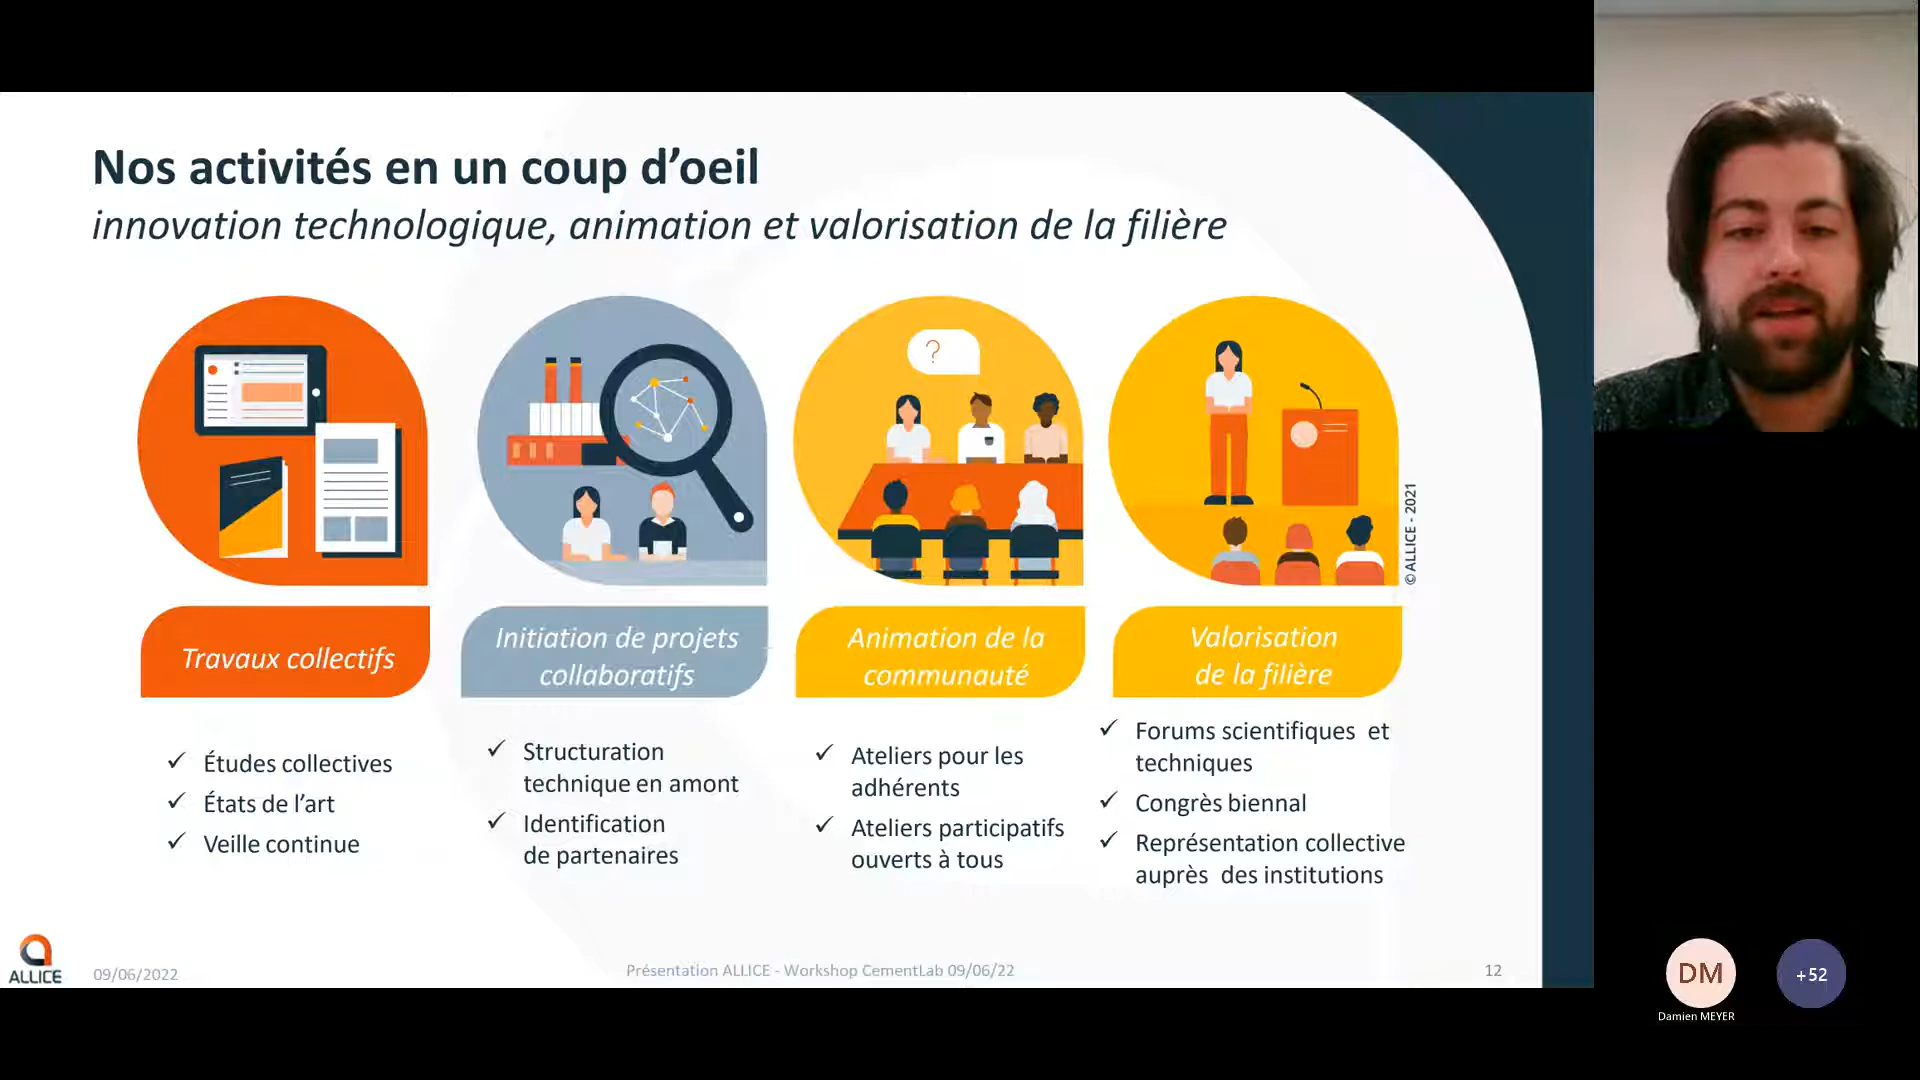 Nos activités en un coup d’oeil
innovation technologique, animation et valorisation de la filière
?
© ALLICE - 2021
Travaux collectifs
Initiation de projets
collaboratifs
Animation de la
communauté
Valorisation
de la filière
✓ Études collectives
✓ États de l’art
✓ Veille continue
✓ Structuration
technique en amont
✓ Identification
de partenaires
✓ Ateliers pour les
adhérents
✓ Ateliers participatifs
ouverts à tous
✓ Forums scientifiques et
techniques
✓ Congrès biennal
✓ Représentation collective
auprès des institutions
ALLICE
09/06/2022
Présentation ALLICE - Workshop CementLab 09/06/22
12
DM
+52
Damien MEYER